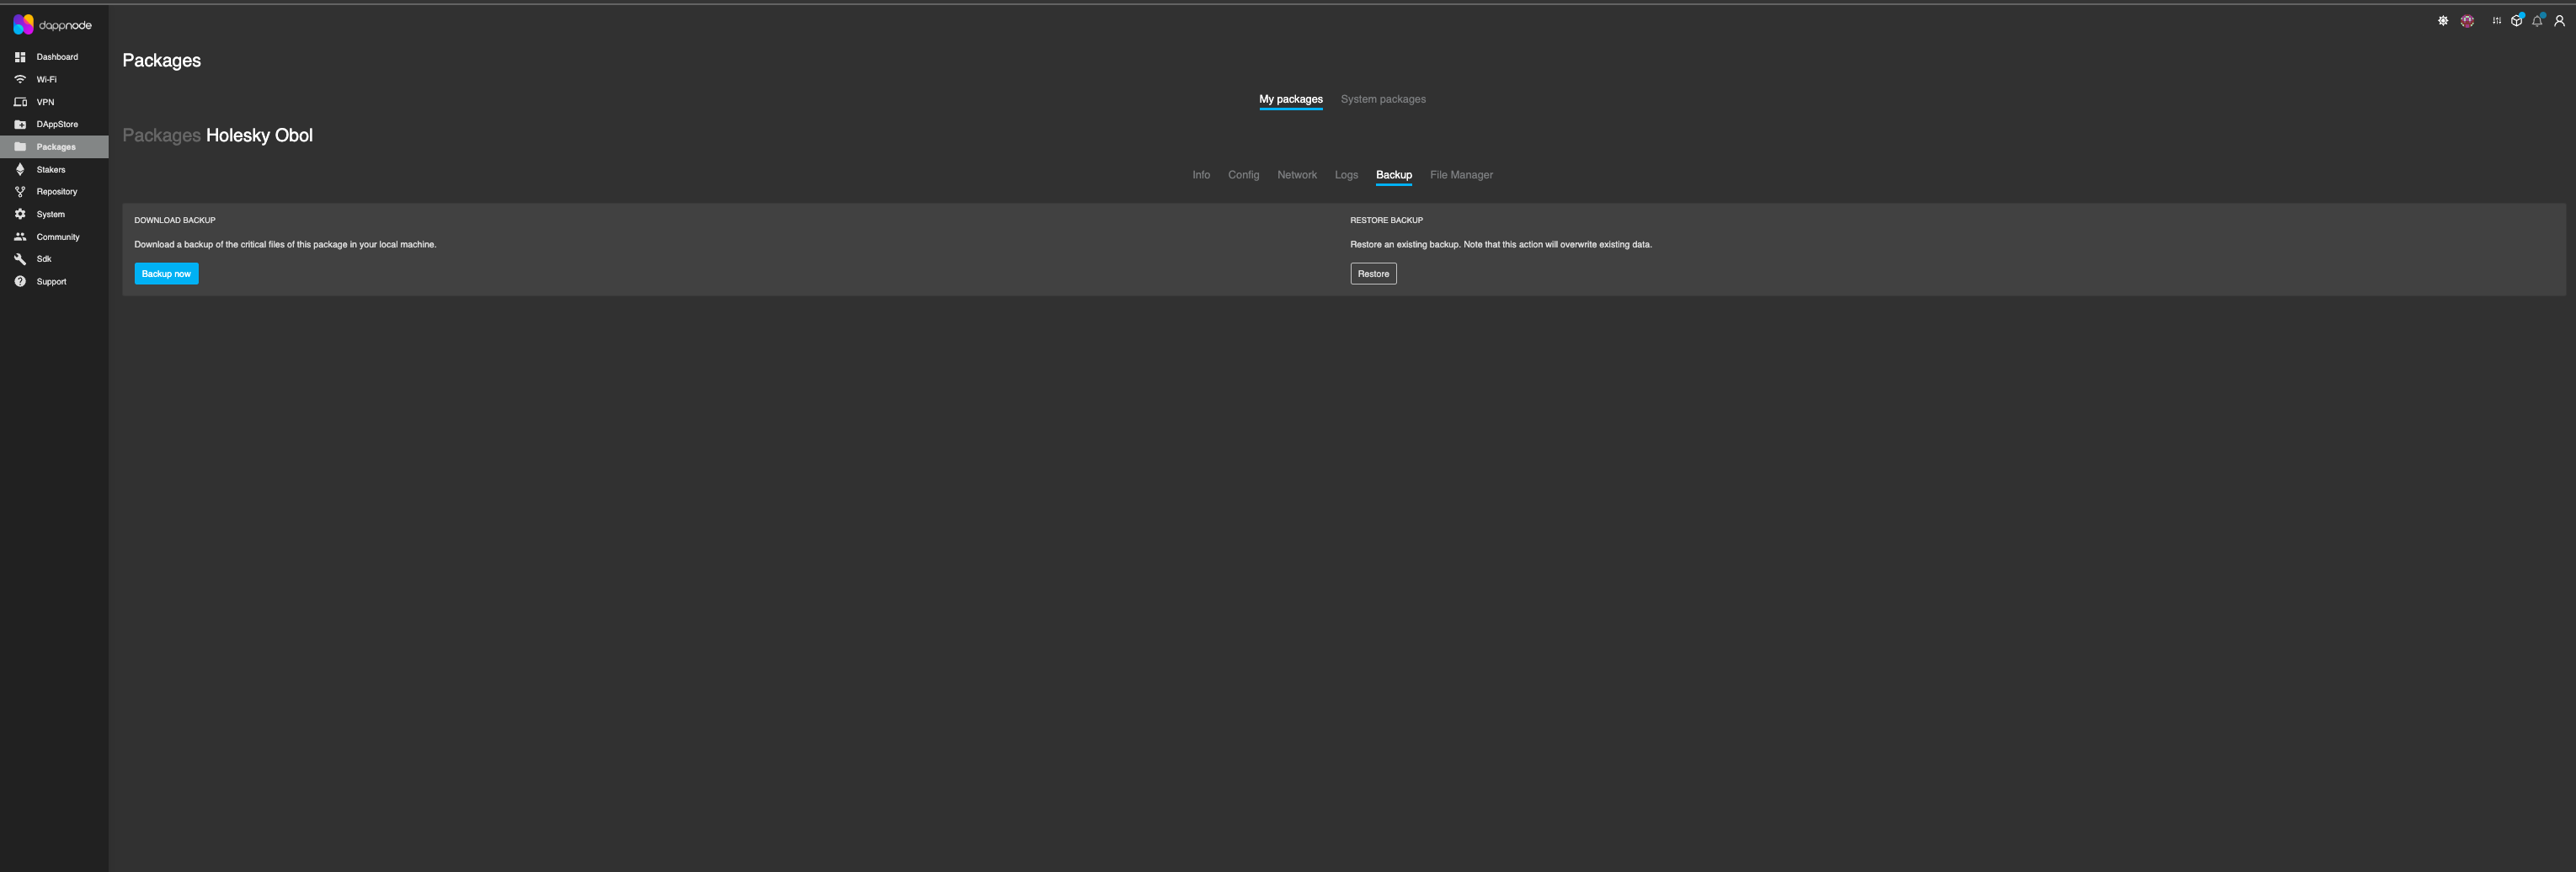 dappnode
Dashboard
Wi-Fi
VPN
DAppStore
Packages
Stakers
Repository
System
Community
Sdk
Support
Packages
My packages System packages
Packages Holesky Obol
Info Config Network Logs Backup File Manager
DOWNLOAD BACKUP
Download a backup of the critical files of this package in your local machine.
Backup now
RESTORE BACKUP
Restore an existing backup. Note that this action will overwrite existing data.
Restore